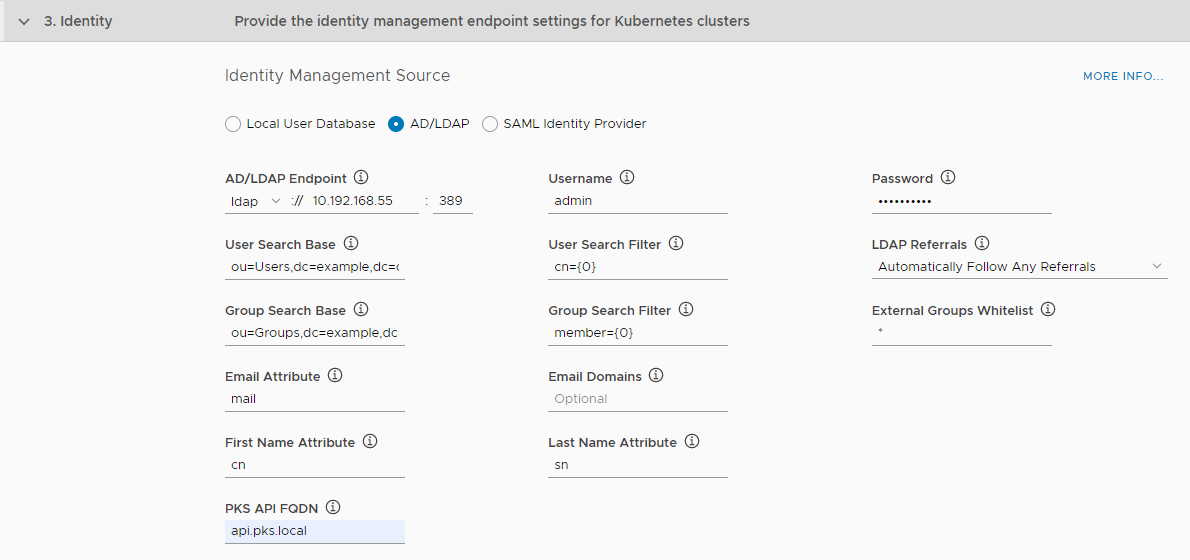 3. Identity Provide the identity management endpoint settings for Kubernetes clusters
Identity Management Source MORE INFO...
Local User Database AD/LDAP SAML Identity Provider
AD/LDAP Endpoint Username Password
ldap :// 10.192.168.55 : 389 admin ••••••••••
User Search Base User Search Filter LDAP Referrals
ou=Users,dc=example,dc=c cn={0} Automatically Follow Any Referrals
Group Search Base Group Search Filter External Groups Whitelist
ou=Groups,dc=example,dc member={0} *
Email Attribute Email Domains
mail Optional
First Name Attribute Last Name Attribute
cn sn
PKS API FQDN
api.pks.local